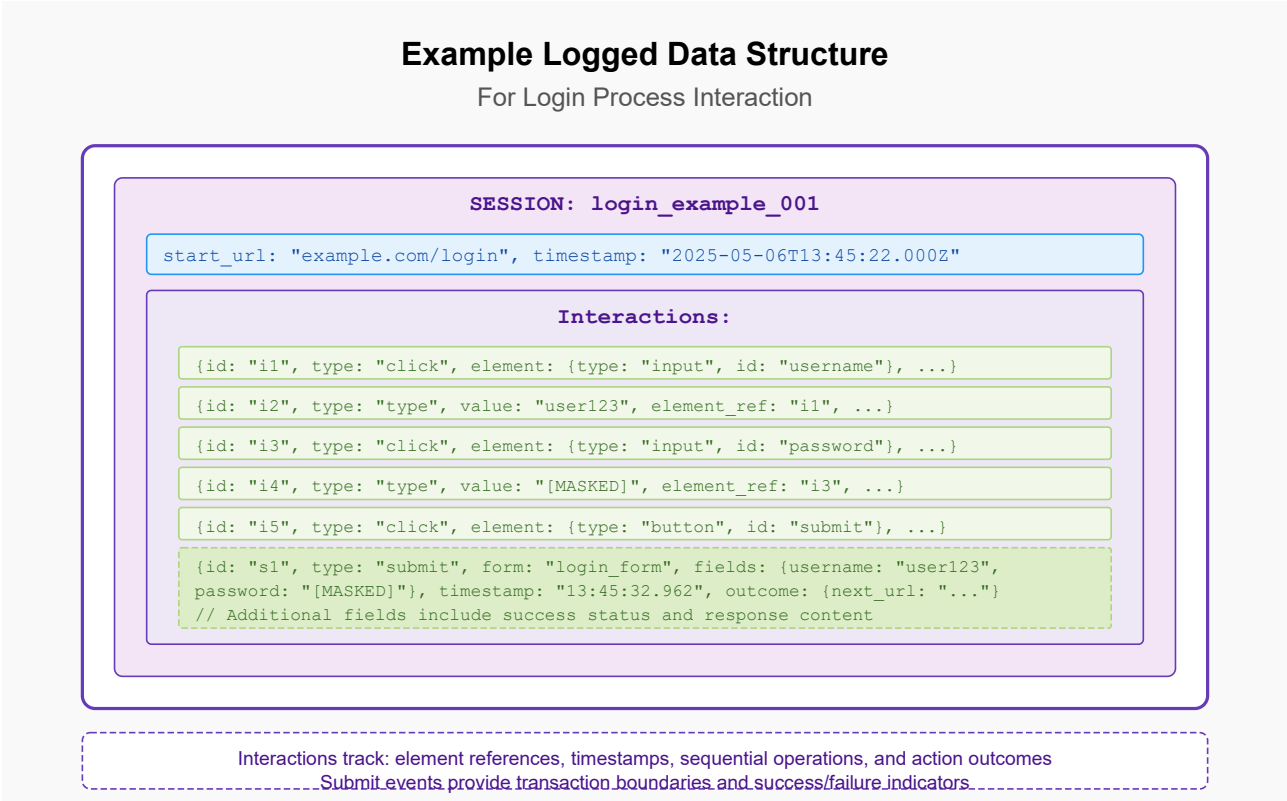 Example Logged Data Structure
For Login Process Interaction
SESSION: login_example_001
start_url: "example.com/login", timestamp: "2025-05-06T13:45:22.000Z"
Interactions:
{id: "i1", type: "click", element: {type: "input", id: "username"}, ...}
{id: "i2", type: "type", value: "user123", element_ref: "i1", ...}
{id: "i3", type: "click", element: {type: "input", id: "password"}, ...}
{id: "i4", type: "type", value: "[MASKED]", element_ref: "i3", ...}
{id: "i5", type: "click", element: {type: "button", id: "submit"}, ...}
{id: "s1", type: "submit", form: "login_form", fields: {username: "user123",
password: "[MASKED]"}, timestamp: "13:45:32.962", outcome: {next_url: "..."}
// Additional fields include success status and response content
Interactions track: element references, timestamps, sequential operations, and action outcomes
Submit events provide transaction boundaries and success/failure indicators